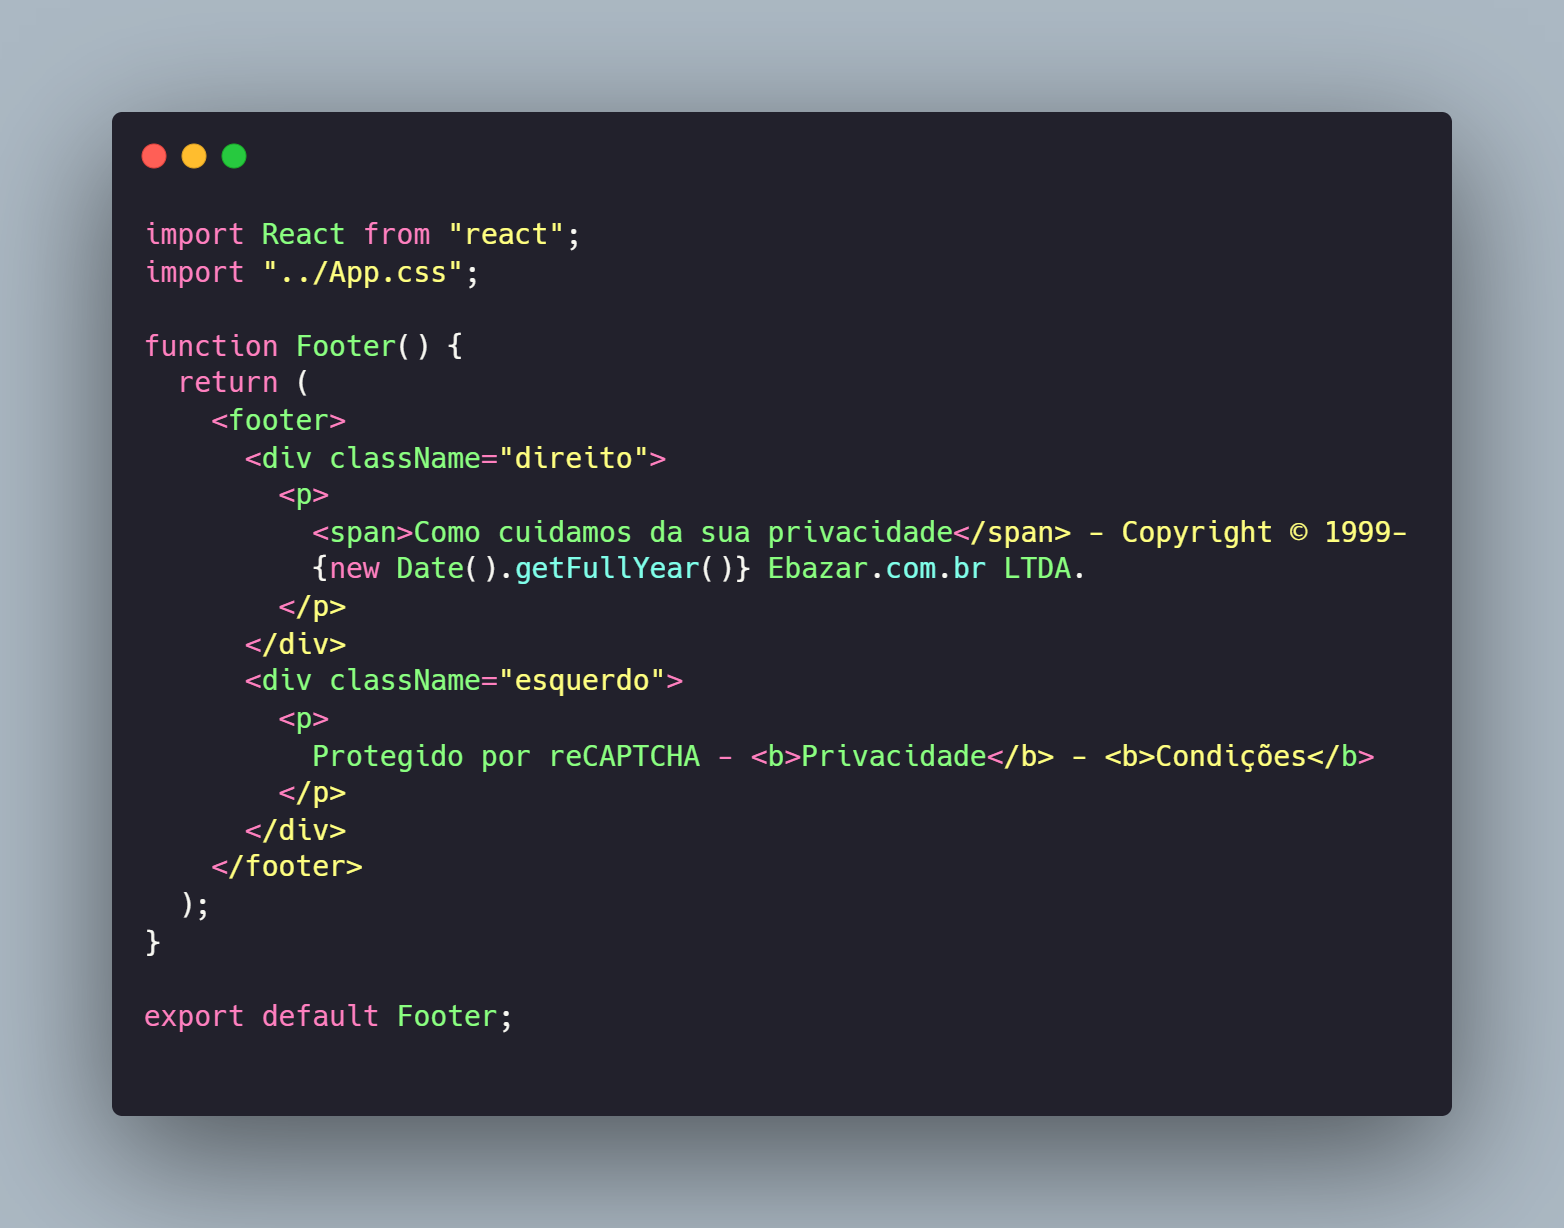 import React from "react";
import "../App.css";

function Footer() {
  return (
    <footer>
      <div className="direito">
        <p>
          <span>Como cuidamos da sua privacidade</span> - Copyright © 1999-
          {new Date().getFullYear()} Ebazar.com.br LTDA.
        </p>
      </div>
      <div className="esquerdo">
        <p>
          Protegido por reCAPTCHA - <b>Privacidade</b> - <b>Condições</b>
        </p>
      </div>
    </footer>
  );
}

export default Footer;